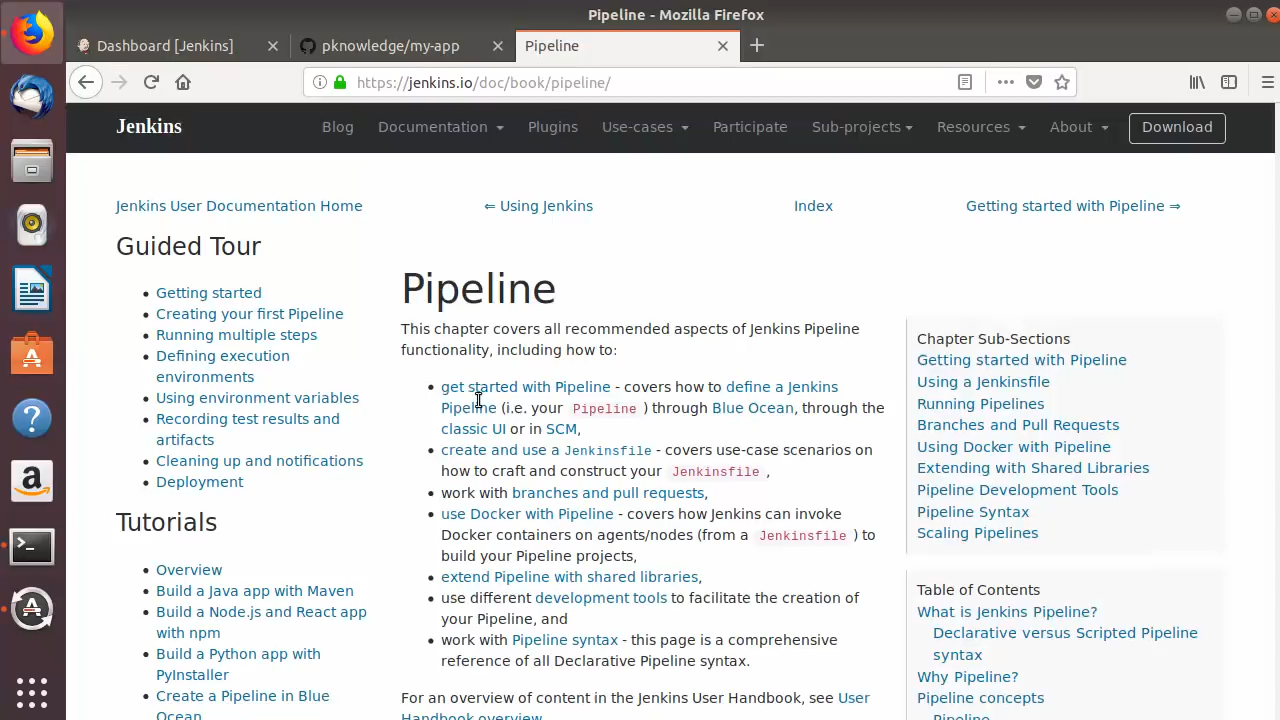 Pipeline - Mozilla Firefox
Dashboard [Jenkins]
pknowledge/my-app
Pipeline
https://jenkins.io/doc/book/pipeline/
Jenkins
Blog
Documentation
Plugins
Use-cases
Participate
Sub-projects
Resources
About
Download
Jenkins User Documentation Home
⇐ Using Jenkins
Index
Getting started with Pipeline ⇒
Guided Tour
• Getting started
• Creating your first Pipeline
• Running multiple steps
• Defining execution
environments
• Using environment variables
• Recording test results and
artifacts
• Cleaning up and notifications
• Deployment
Tutorials
• Overview
• Build a Java app with Maven
• Build a Node.js and React app
with npm
• Build a Python app with
PyInstaller
• Create a Pipeline in Blue
Ocean
Pipeline
This chapter covers all recommended aspects of Jenkins Pipeline
functionality, including how to:
• get started with Pipeline - covers how to define a Jenkins
Pipeline (i.e. your Pipeline ) through Blue Ocean, through the
classic UI or in SCM,
• create and use a Jenkinsfile - covers use-case scenarios on
how to craft and construct your Jenkinsfile ,
• work with branches and pull requests,
• use Docker with Pipeline - covers how Jenkins can invoke
Docker containers on agents/nodes (from a Jenkinsfile ) to
build your Pipeline projects,
• extend Pipeline with shared libraries,
• use different development tools to facilitate the creation of
your Pipeline, and
• work with Pipeline syntax - this page is a comprehensive
reference of all Declarative Pipeline syntax.
For an overview of content in the Jenkins User Handbook, see User
Handbook overview.
Chapter Sub-Sections
Getting started with Pipeline
Using a Jenkinsfile
Running Pipelines
Branches and Pull Requests
Using Docker with Pipeline
Extending with Shared Libraries
Pipeline Development Tools
Pipeline Syntax
Scaling Pipelines
Table of Contents
What is Jenkins Pipeline?
Declarative versus Scripted Pipeline
syntax
Why Pipeline?
Pipeline concepts
Pipeline